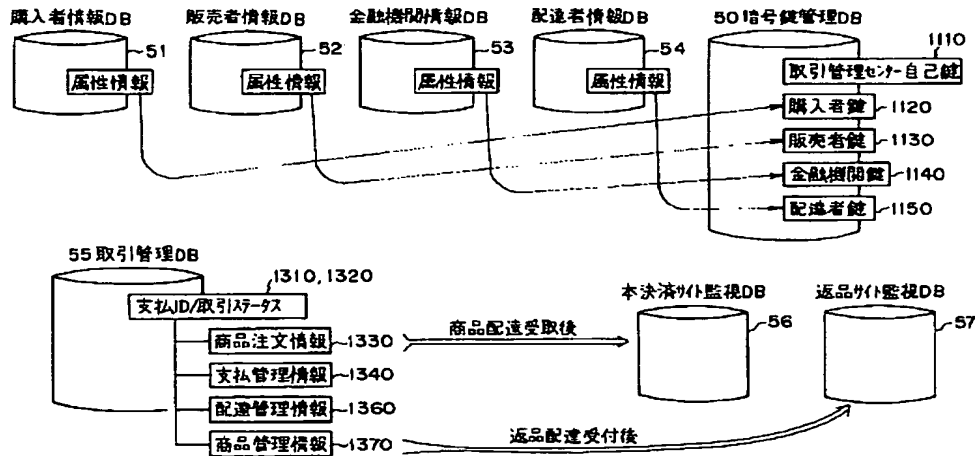 購入者情報DB 販売者情報DB 金融機関情報DB 配達者情報DB 50暗号鍵管理DB
51 52 53 54 1110
属性情報 属性情報 属性情報 属性情報 取引管理センター自己鍵
購入者鍵 1120
販売者鍵 1130
金融機関鍵 1140
配達者鍵 1150
55取引管理DB
1310,1320
支払ID/取引ステータス
本決済サイト監視DB 返品サイト監視DB
商品注文情報 1330 商品配達受取後 56 57
支払管理情報 1340
配達管理情報 1360
商品管理情報 1370 返品配達受付後